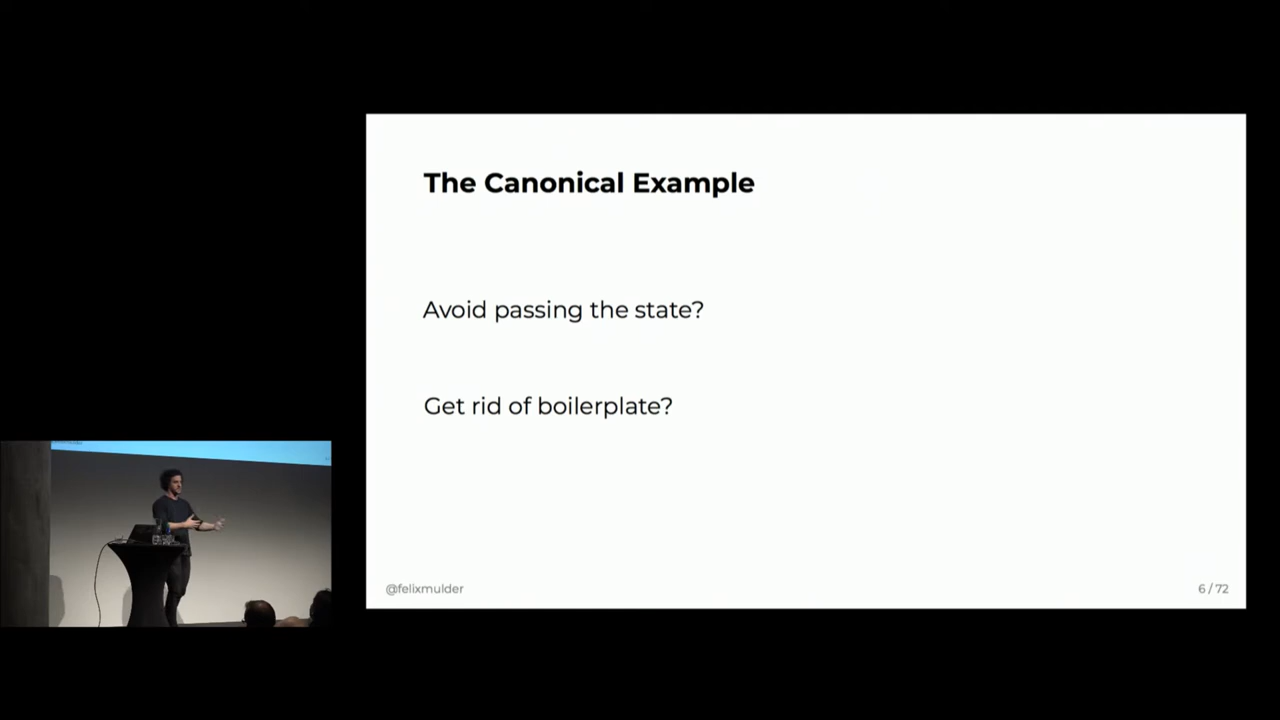 The Canonical Example
Avoid passing the state?
Get rid of boilerplate?
@felixmulder
6 / 72